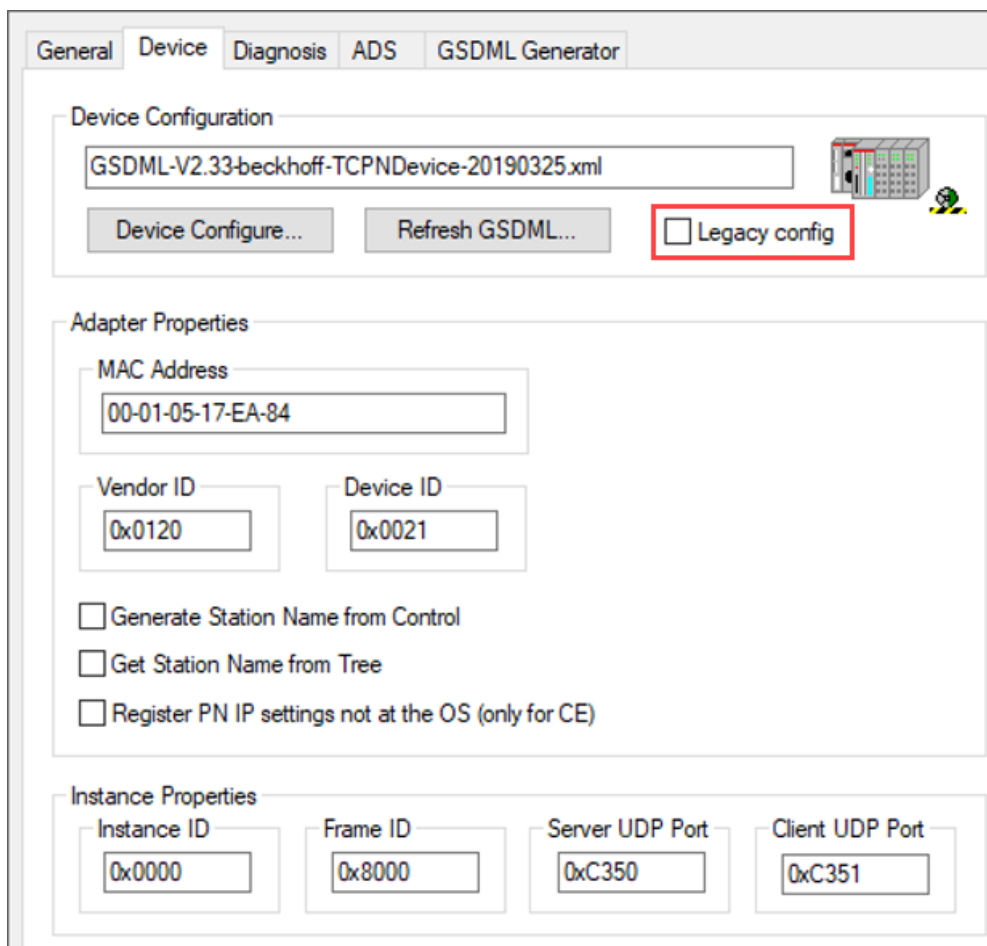 General Device Diagnosis ADS GSDML Generator
Device Configuration
GSDML-V2.33-beckhoff-TCPNDevice-20190325.xml
Device Configure... Refresh GSDML... Legacy config
Adapter Properties
MAC Address
00-01-05-17-EA-84
Vendor ID Device ID
0x0120 0x0021
Generate Station Name from Control
Get Station Name from Tree
Register PN IP settings not at the OS (only for CE)
Instance Properties
Instance ID Frame ID Server UDP Port Client UDP Port
0x0000 0x8000 0xC350 0xC351